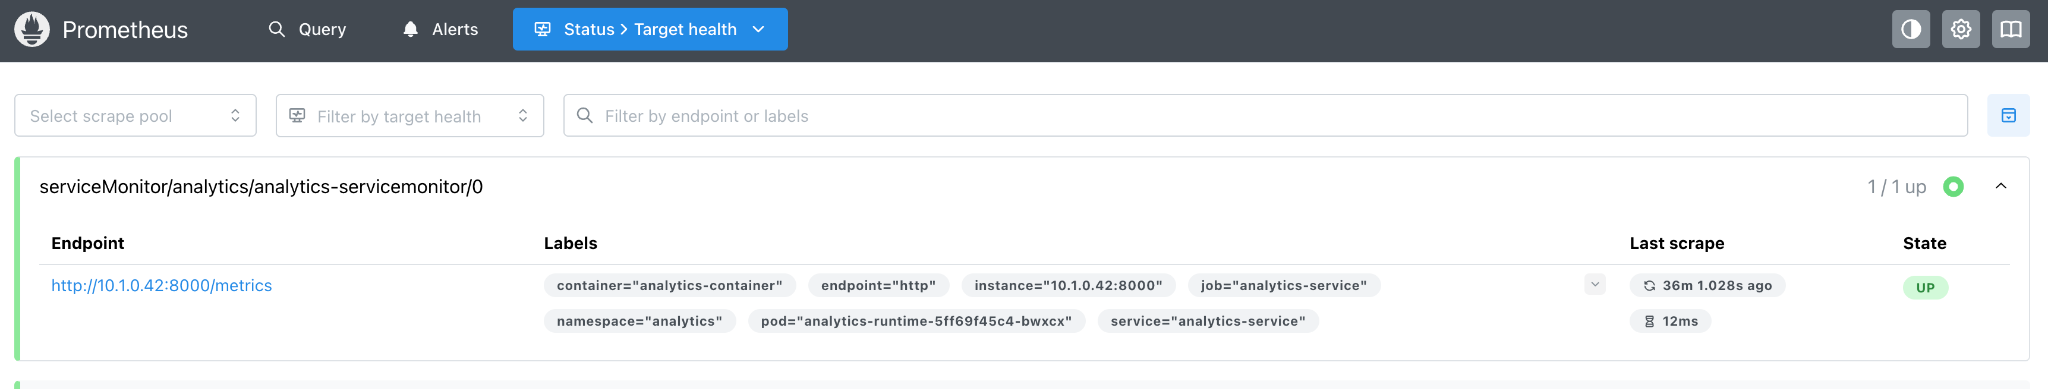 Prometheus Query Alerts Status > Target health
Select scrape pool Filter by target health Filter by endpoint or labels
serviceMonitor/analytics/analytics-servicemonitor/0 1 / 1 up
Endpoint Labels Last scrape State
http://10.1.0.42:8000/metrics container="analytics-container" endpoint="http" instance="10.1.0.42:8000" job="analytics-service" 36m 1.028s ago UP
namespace="analytics" pod="analytics-runtime-5ff69f45c4-bwxcx" service="analytics-service" 12ms